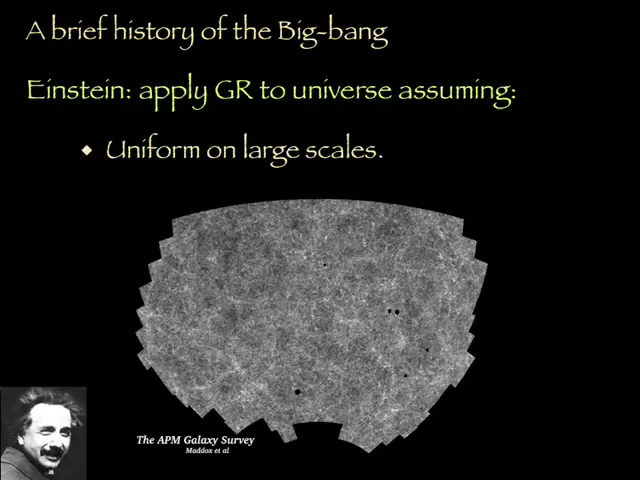 A brief history of the Big-bang
Einstein: apply GR to universe assuming:
◆ Uniform on large scales.
The APM Galaxy Survey
Maddox et al